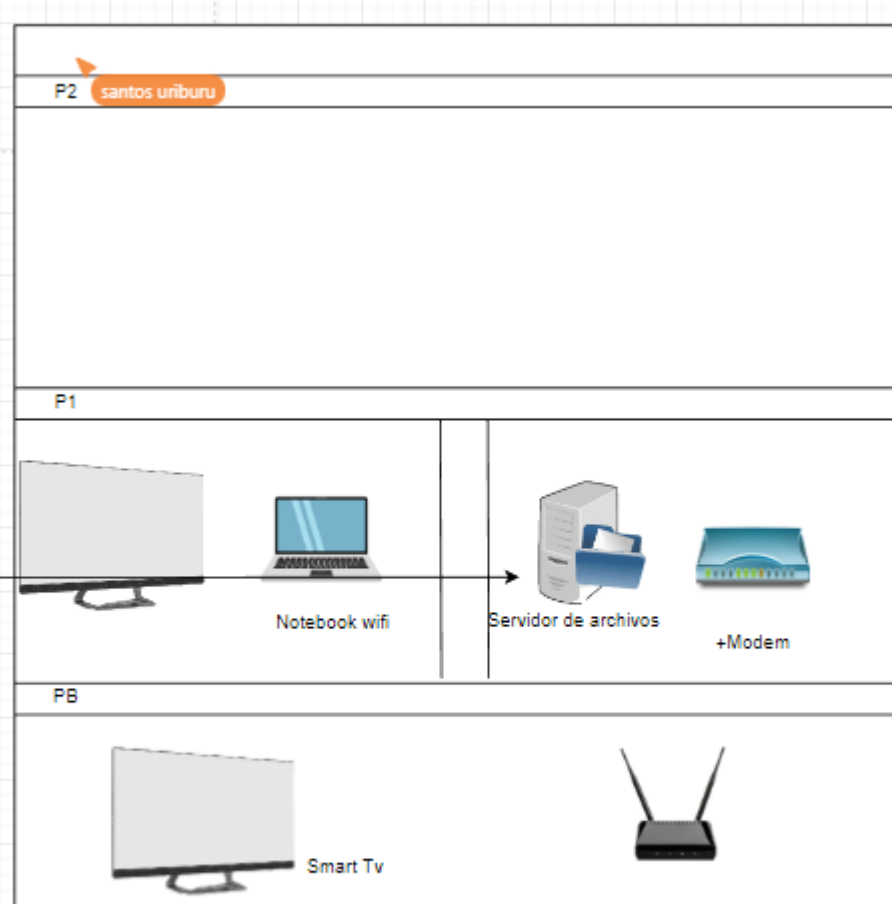 P2 santos uriburu
P1
Notebook wifi
Servidor de archivos
+Modem
PB
Smart Tv